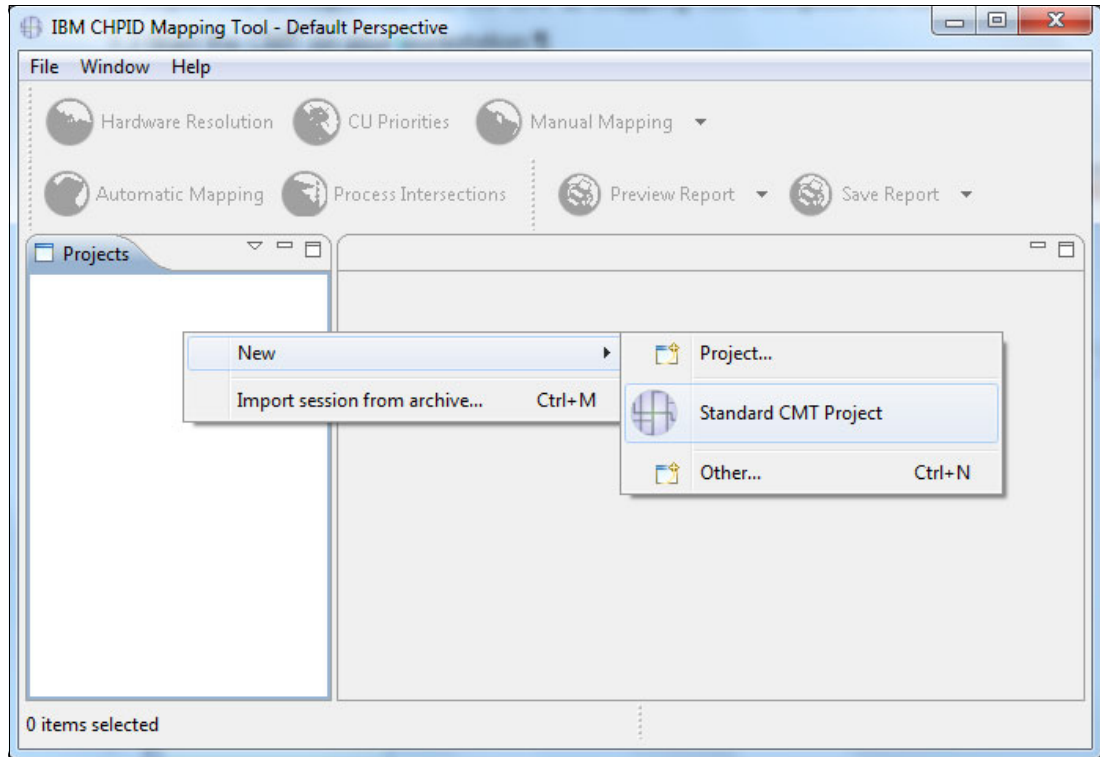 IBM CHPID Mapping Tool - Default Perspective
File Window Help
Hardware Resolution CU Priorities Manual Mapping
Automatic Mapping Process Intersections Preview Report Save Report
Projects
New Project...
Import session from archive... Ctrl+M Standard CMT Project
Other... Ctrl+N
0 items selected